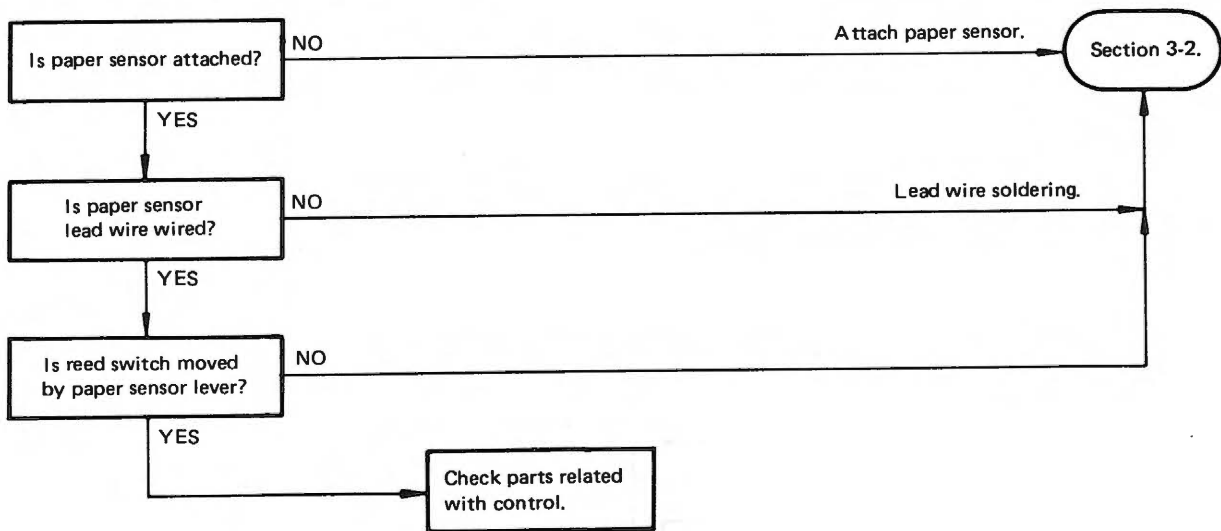 Is paper sensor attached?
NO
Attach paper sensor.
Section 3-2.
YES
Is paper sensor
lead wire wired?
NO
Lead wire soldering.
YES
Is reed switch moved
by paper sensor lever?
NO
YES
Check parts related
with control.